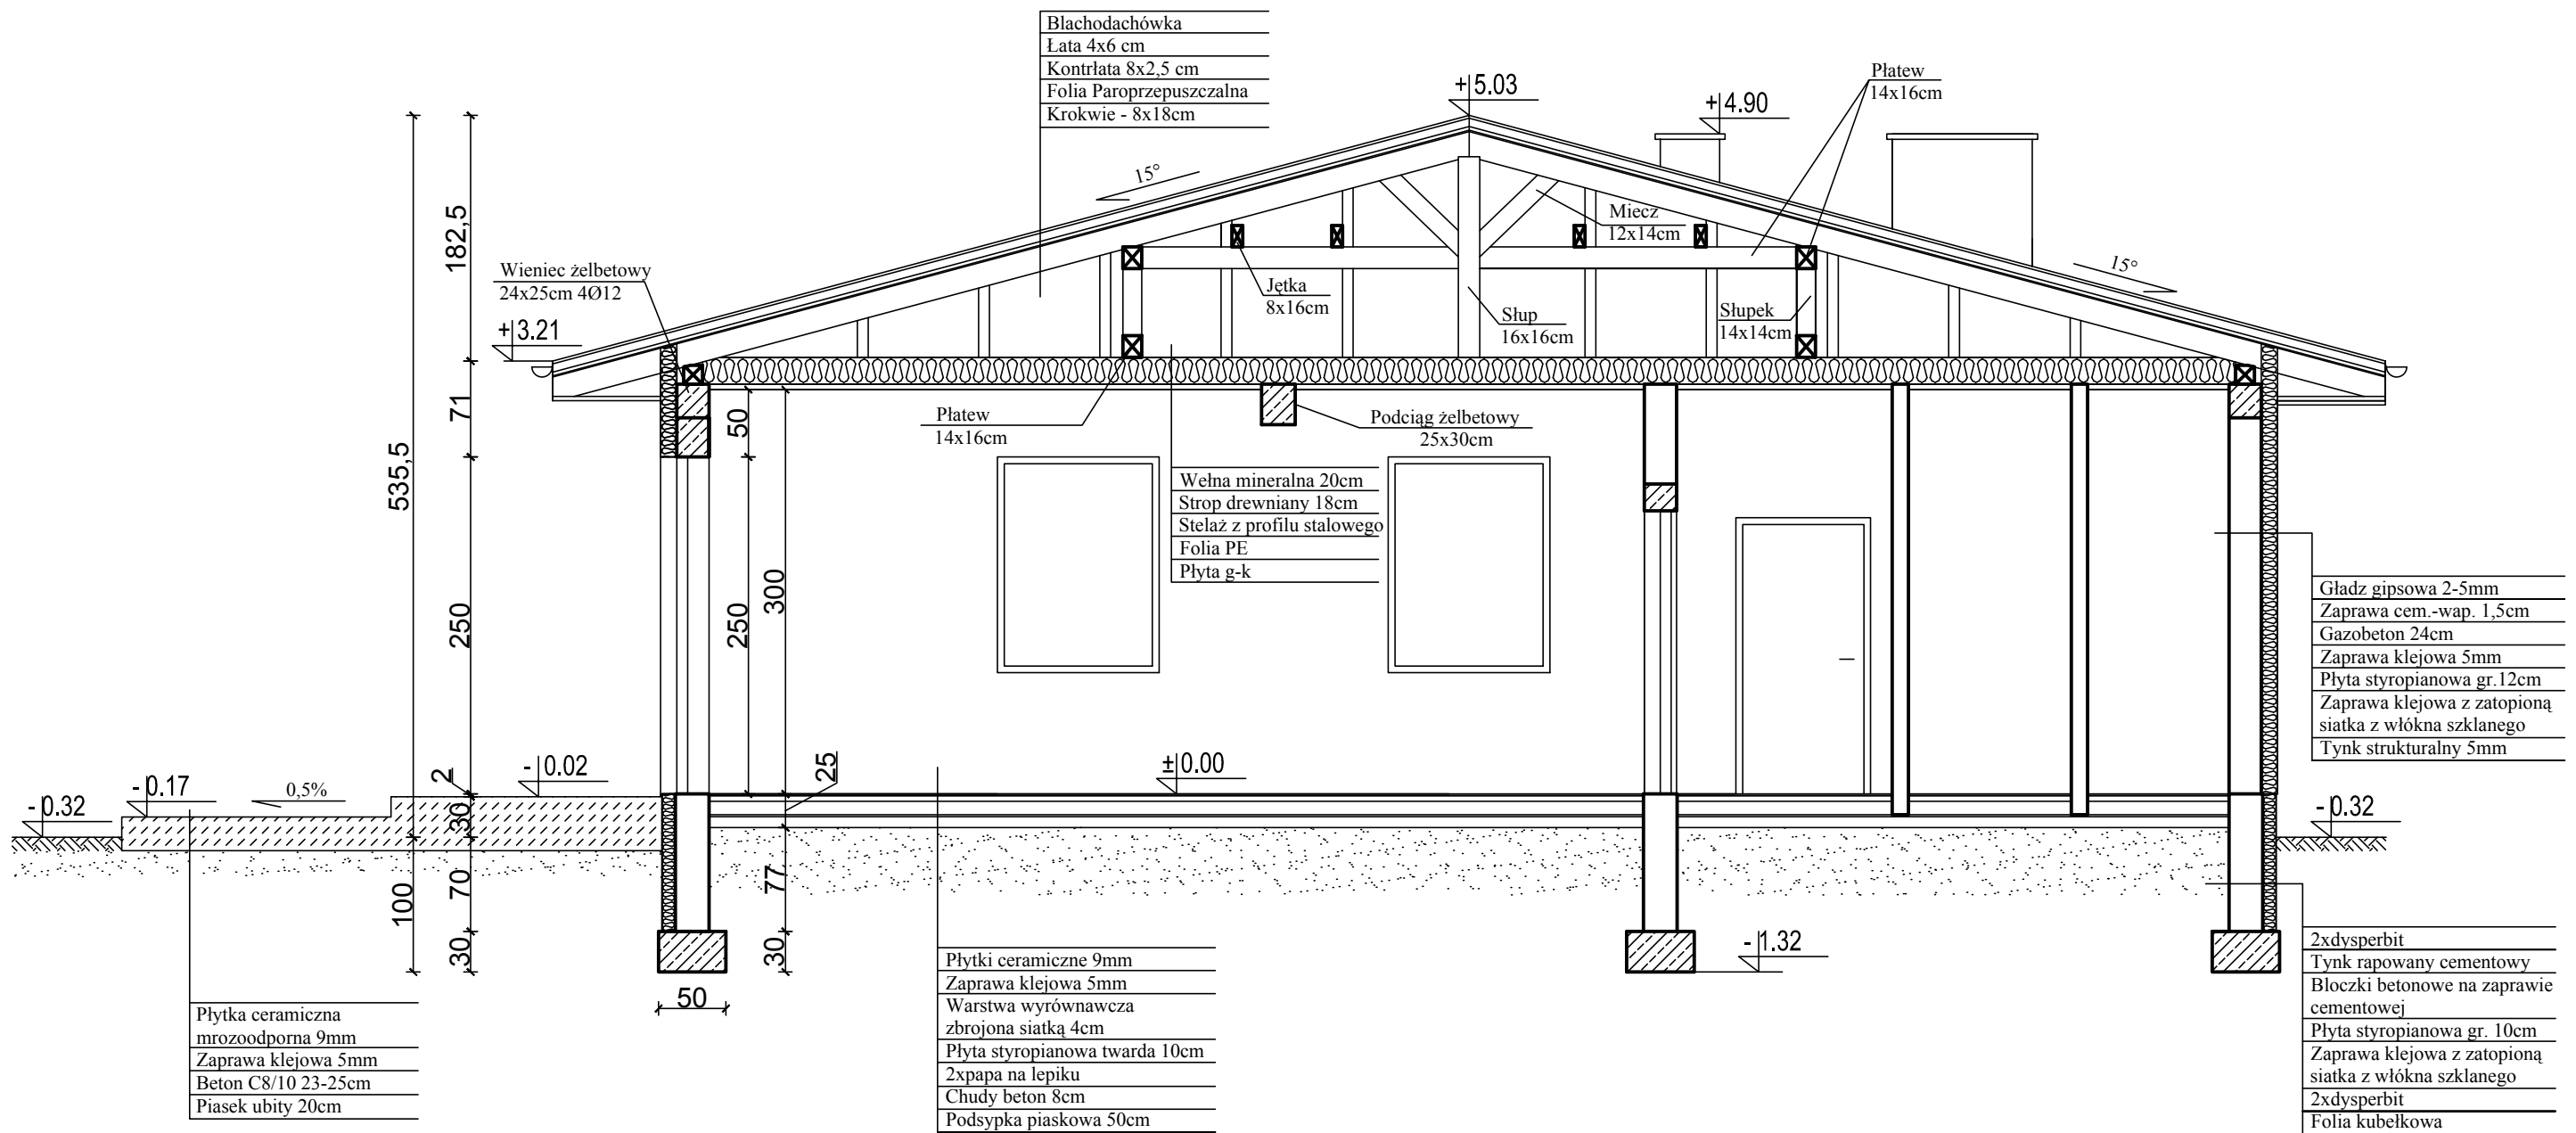 Blachodachówka
Łata 4x6 cm
Kontrłata 8x2,5 cm
Folia Paroprzepuszczalna
Krokwie - 8x18cm
+5.03
+4.90
Płatew
14x16cm
15°
15°
Miecz
12x14cm
Wieniec żelbetowy
24x25cm 4Ø12
Jętka
8x16cm
Słup
16x16cm
Słupek
14x14cm
+3.21
182,5
71
535,5
250
2
30
70
100
30
50
250
300
25
77
30
50
Płatew
14x16cm
Podciąg żelbetowy
25x30cm
Wełna mineralna 20cm
Strop drewniany 18cm
Stelaż z profilu stalowego
Folia PE
Płyta g-k
Gładz gipsowa 2-5mm
Zaprawa cem.-wap. 1,5cm
Gazobeton 24cm
Zaprawa klejowa 5mm
Płyta styropianowa gr.12cm
Zaprawa klejowa z zatopioną
siatka z włókna szklanego
Tynk strukturalny 5mm
-0.32
-0.17
0,5%
-0.02
±0.00
-0.32
-1.32
Płytka ceramiczna
mrozoodporna 9mm
Zaprawa klejowa 5mm
Beton C8/10 23-25cm
Piasek ubity 20cm
Płytki ceramiczne 9mm
Zaprawa klejowa 5mm
Warstwa wyrównawcza
zbrojona siatką 4cm
Płyta styropianowa twarda 10cm
2xpapa na lepiku
Chudy beton 8cm
Podsypka piaskowa 50cm
2xdysperbit
Tynk rapowany cementowy
Bloczki betonowe na zaprawie
cementowej
Płyta styropianowa gr. 10cm
Zaprawa klejowa z zatopioną
siatka z włókna szklanego
2xdysperbit
Folia kubełkowa